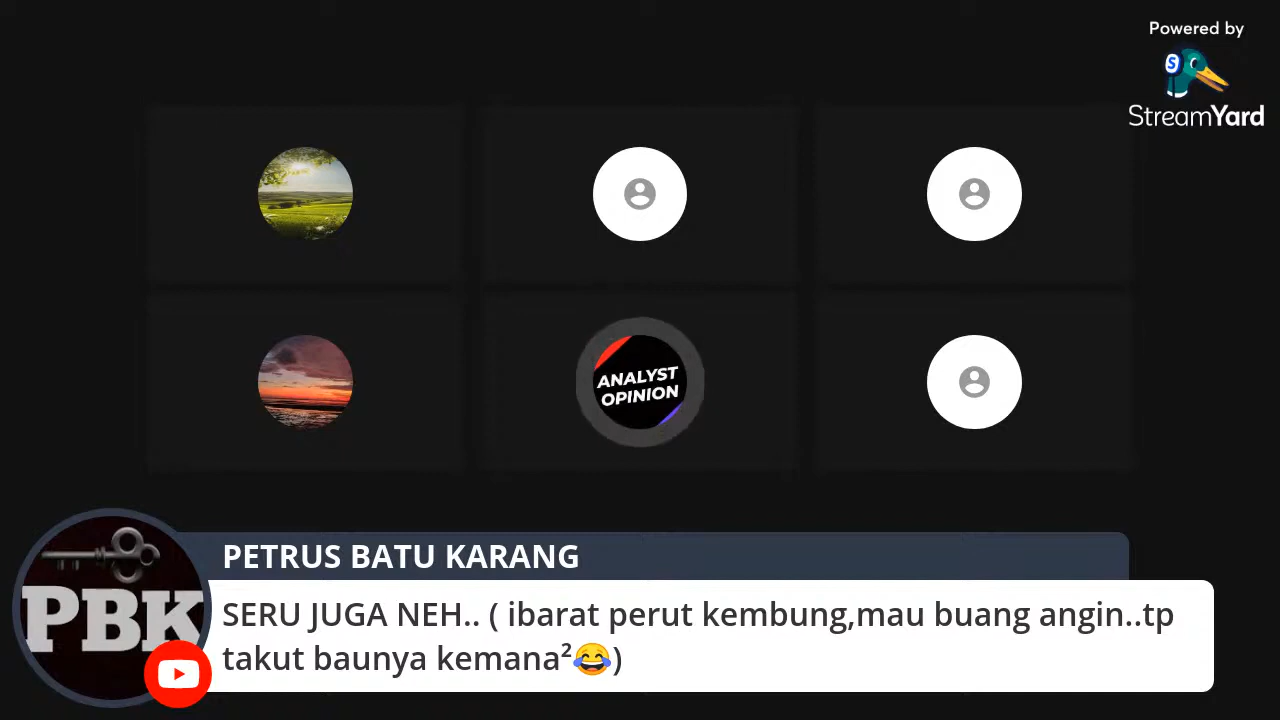 Powered by
StreamYard
ANALYST
OPINION
PETRUS BATU KARANG
PBK
SERU JUGA NEH.. ( ibarat perut kembung,mau buang angin..tp
takut baunya kemana²😂)